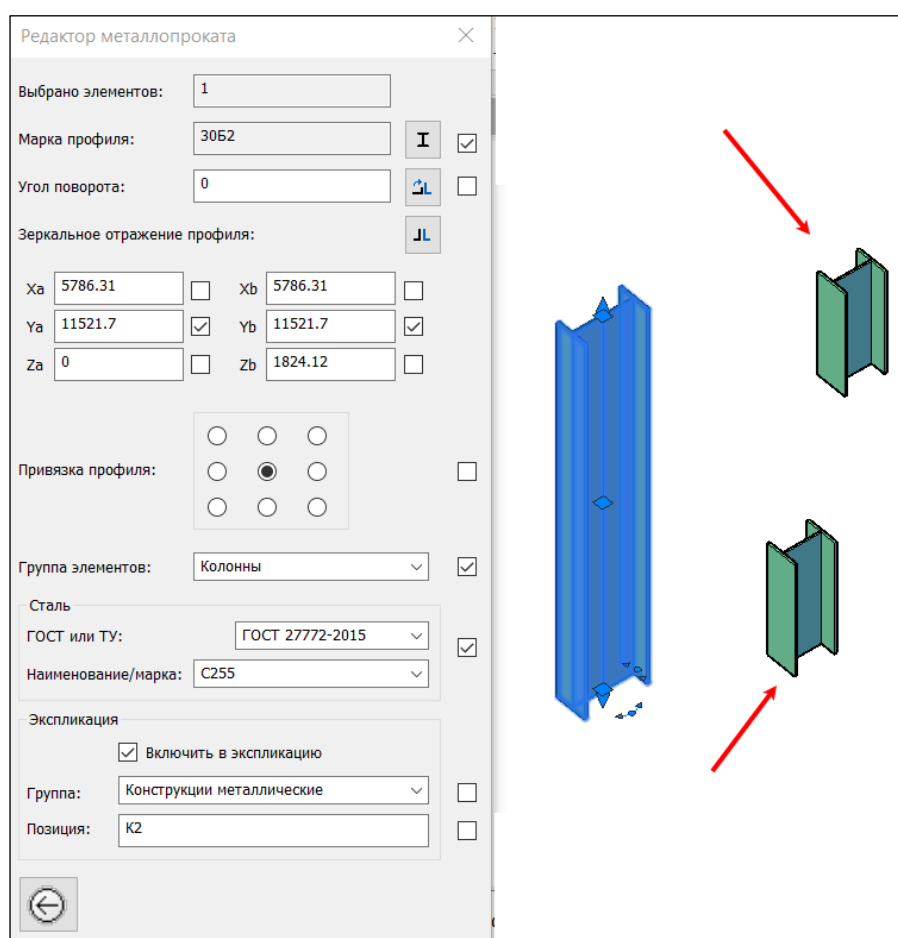 Редактор металлопроката
Выбрано элементов: 1
Марка профиля: 30Б2
Угол поворота: 0
Зеркальное отражение профиля:
Xa 5786.31 Xb 5786.31
Ya 11521.7 Yb 11521.7
Za 0 Zb 1824.12
Привязка профиля:
Группа элементов: Колонны
Сталь
ГОСТ или ТУ: ГОСТ 27772-2015
Наименование/марка: С255
Экспликация
Включить в экспликацию
Группа: Конструкции металлические
Позиция: К2